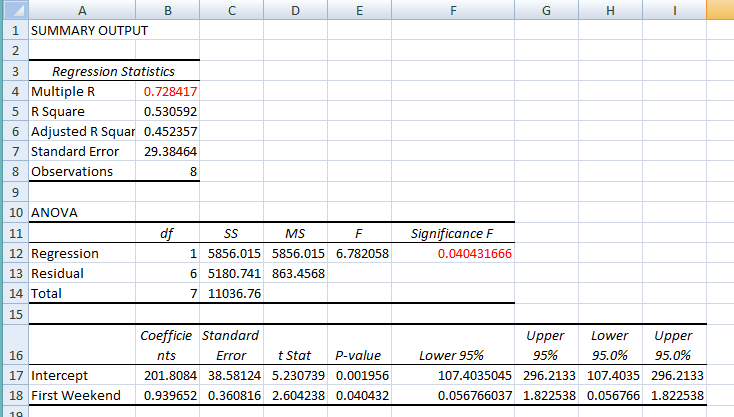 A B C D E F G H I
1 SUMMARY OUTPUT
2
3 Regression Statistics
4 Multiple R 0.728417
5 R Square 0.530592
6 Adjusted R Squar 0.452357
7 Standard Error 29.38464
8 Observations 8
9
10 ANOVA
11 df SS MS F Significance F
12 Regression 1 5856.015 5856.015 6.782058 0.040431666
13 Residual 6 5180.741 863.4568
14 Total 7 11036.76
15
Coefficie Standard Upper Lower Upper
16 nts Error t Stat P-value Lower 95% 95% 95.0% 95.0%
17 Intercept 201.8084 38.58124 5.230739 0.001956 107.4035045 296.2133 107.4035 296.2133
18 First Weekend 0.939652 0.360816 2.604238 0.040432 0.056766037 1.822538 0.056766 1.822538
19